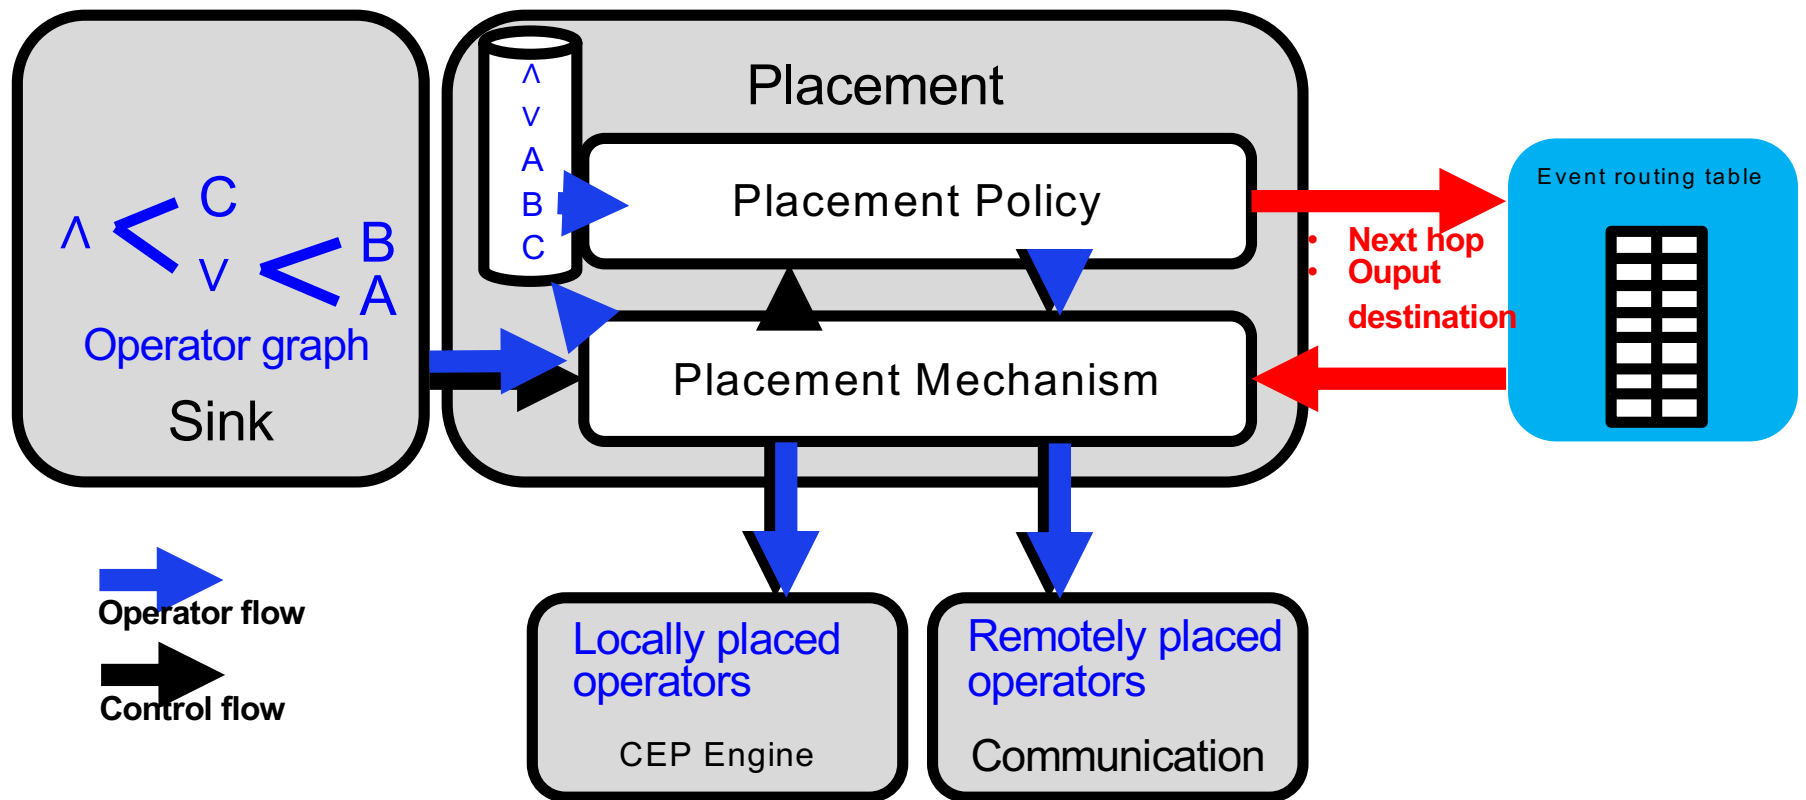 Placement
Λ
V
A
B
C
Placement Policy
Placement Mechanism
Λ
C
V
B
A
Operator graph
Sink
Event routing table
• Next hop
• Ouput
destination
Operator flow
Control flow
Locally placed
operators
CEP Engine
Remotely placed
operators
Communication